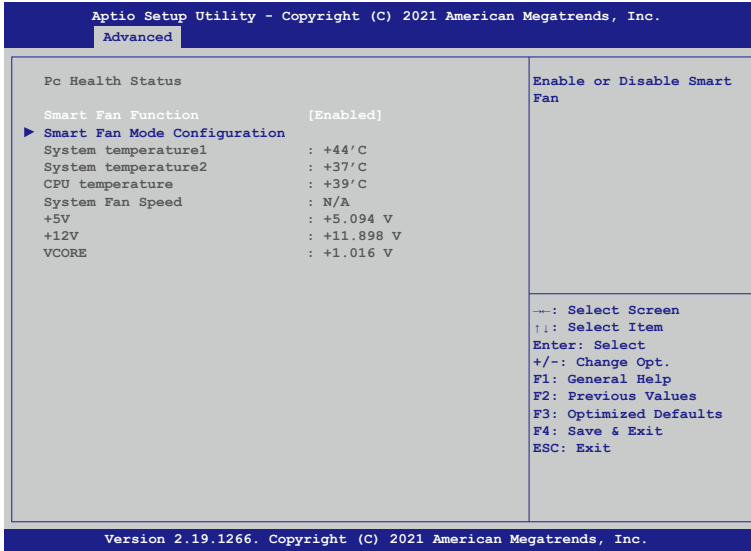 Aptio Setup Utility - Copyright (C) 2021 American Megatrends, Inc.
Advanced
Pc Health Status
Smart Fan Function [Enabled]
▶ Smart Fan Mode Configuration
System temperature1 : +44'C
System temperature2 : +37'C
CPU temperature : +39'C
System Fan Speed : N/A
+5V : +5.094 V
+12V : +11.898 V
VCORE : +1.016 V
Enable or Disable Smart
Fan
→←: Select Screen
↑↓: Select Item
Enter: Select
+/-: Change Opt.
F1: General Help
F2: Previous Values
F3: Optimized Defaults
F4: Save & Exit
ESC: Exit
Version 2.19.1266. Copyright (C) 2021 American Megatrends, Inc.